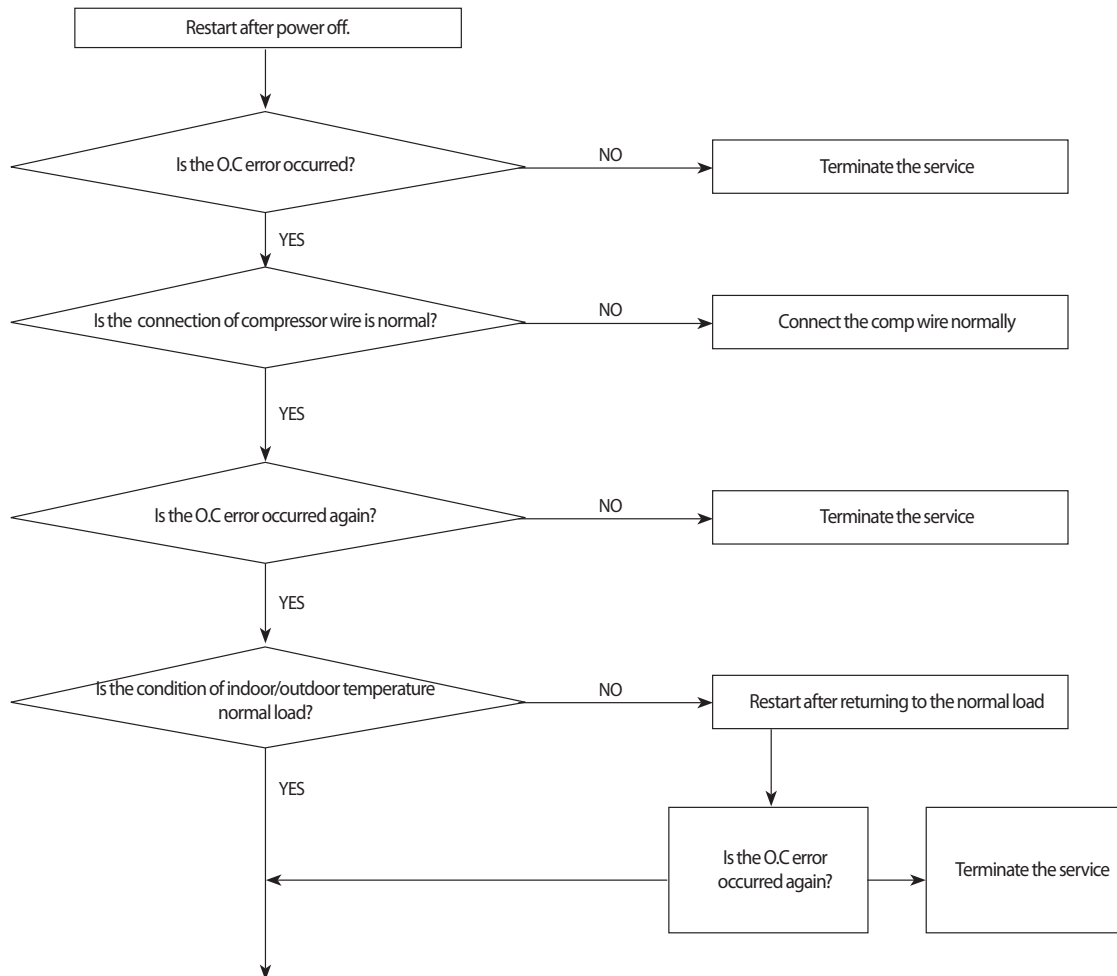 Restart after power off.
Is the O.C error occurred?
NO
Terminate the service
YES
Is the connection of compressor wire is normal?
NO
Connect the comp wire normally
YES
Is the O.C error occurred again?
NO
Terminate the service
YES
Is the condition of indoor/outdoor temperature
normal load?
NO
Restart after returning to the normal load
YES
Is the O.C error
occurred again?
Terminate the service